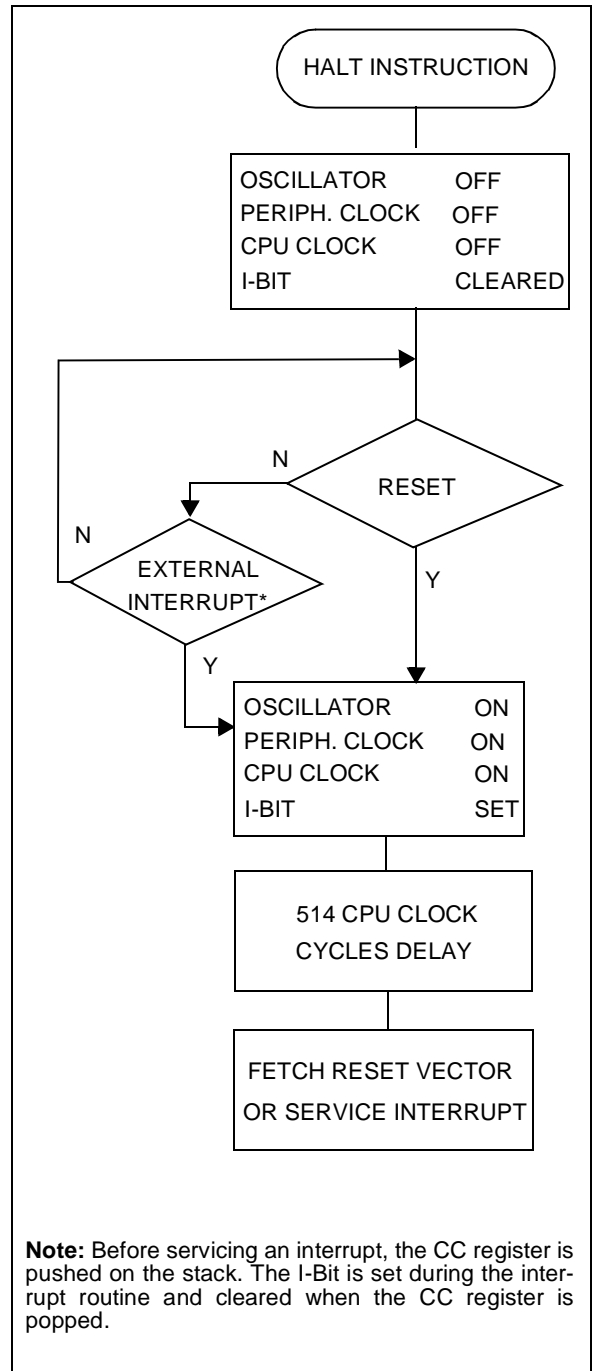 HALT INSTRUCTION
OSCILLATOR OFF
PERIPH. CLOCK OFF
CPU CLOCK OFF
I-BIT CLEARED
N
RESET
N
EXTERNAL
INTERRUPT*
Y
Y
OSCILLATOR ON
PERIPH. CLOCK ON
CPU CLOCK ON
I-BIT SET
514 CPU CLOCK
CYCLES DELAY
FETCH RESET VECTOR
OR SERVICE INTERRUPT
Note: Before servicing an interrupt, the CC register is
pushed on the stack. The I-Bit is set during the inter-
rupt routine and cleared when the CC register is
popped.